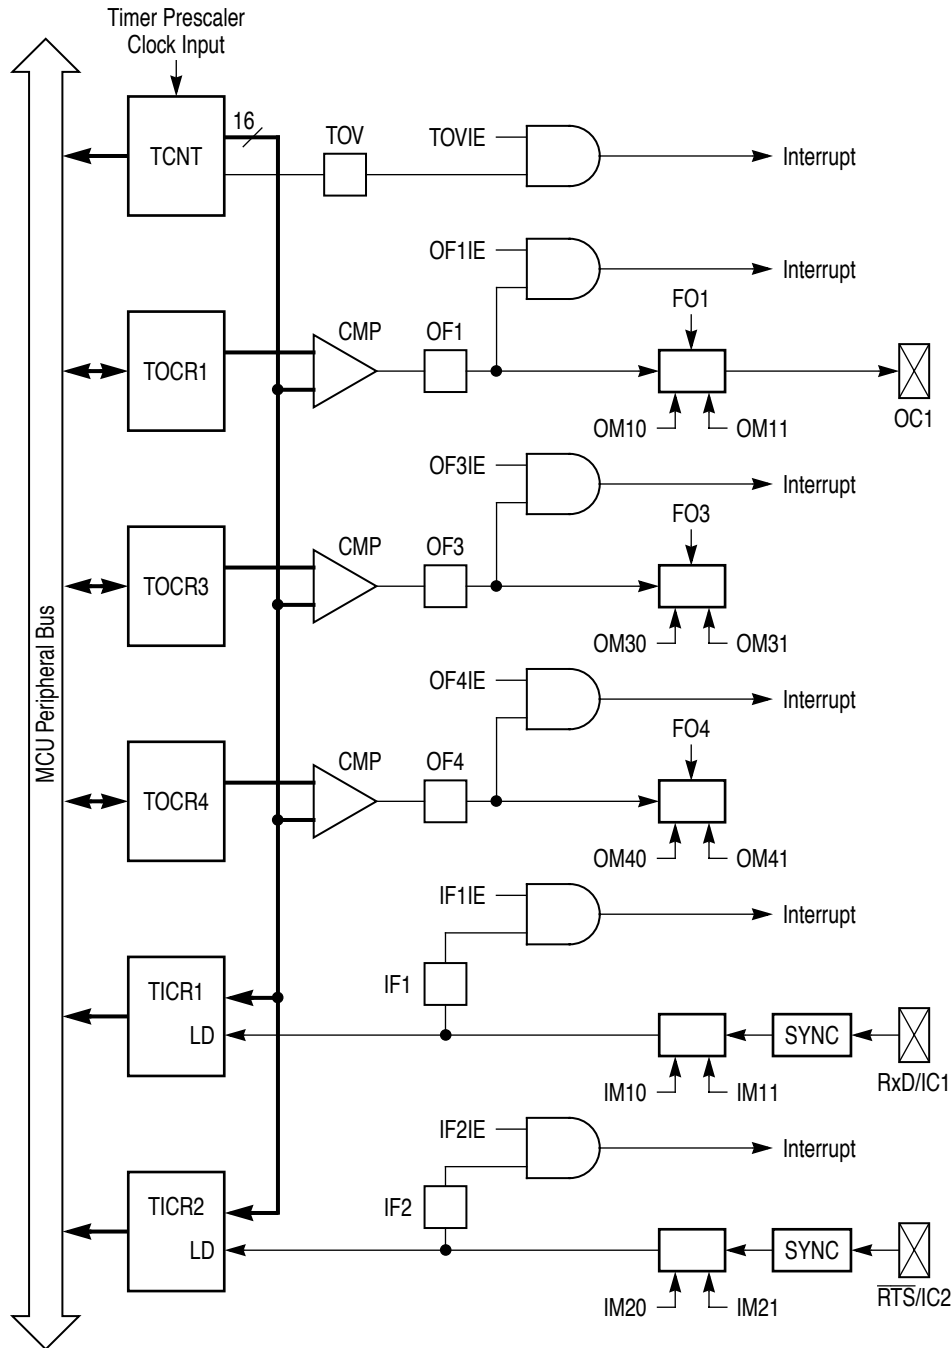 Timer Prescaler
Clock Input
16
TOV
TOVIE
TCNT
Interrupt
OF1IE
Interrupt
FO1
CMP
OF1
TOCR1
OM10
OM11
OC1
OF3IE
Interrupt
FO3
CMP
OF3
TOCR3
OM30
OM31
MCU Peripheral Bus
OF4IE
Interrupt
FO4
CMP
OF4
TOCR4
OM40
OM41
IF1IE
Interrupt
TICR1
IF1
LD
SYNC
IM10
IM11
RxD/IC1
IF2IE
Interrupt
TICR2
IF2
LD
SYNC
IM20
IM21
R̅T̅S̅/IC2